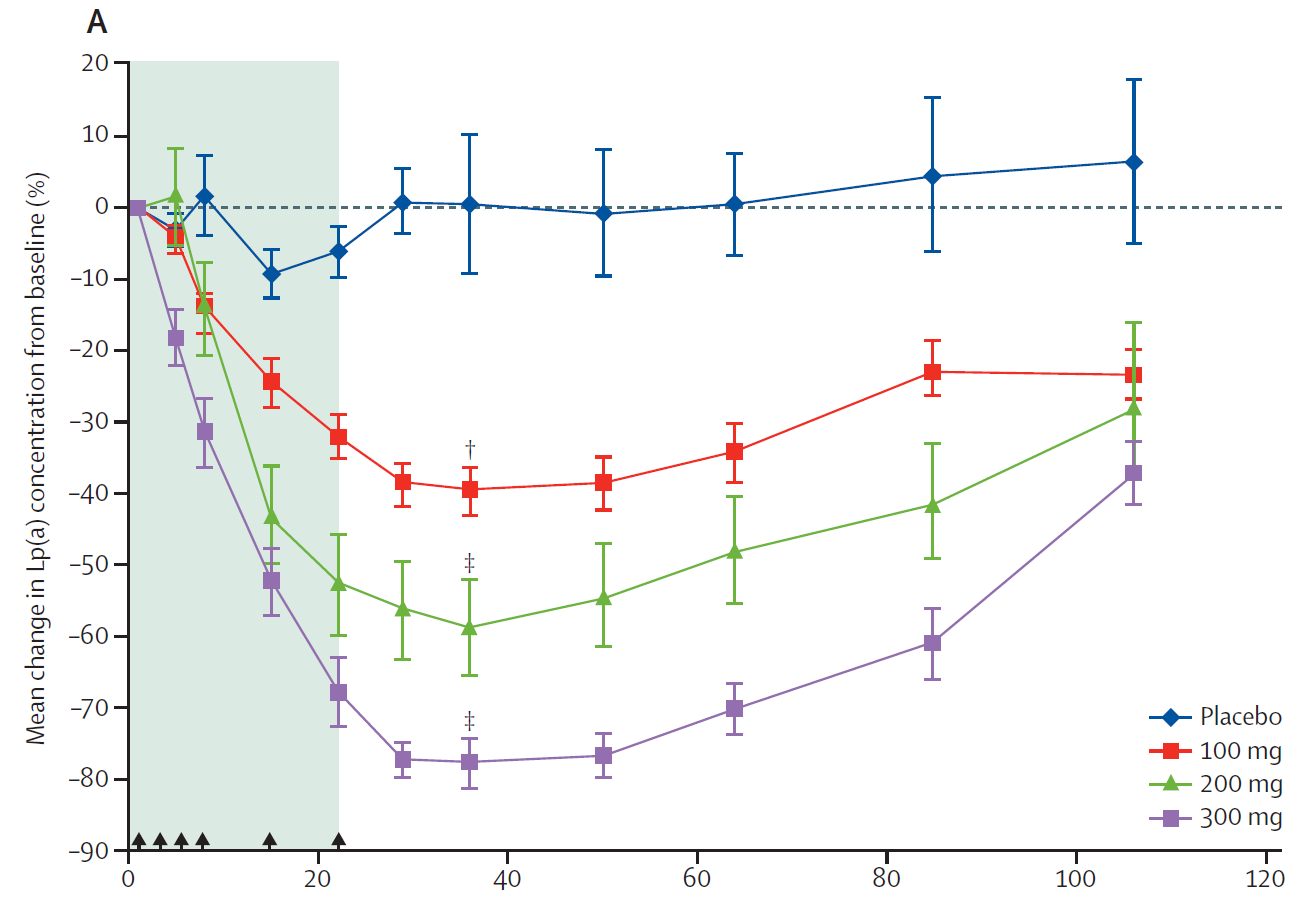 A
Mean change in Lp(a) concentration from baseline (%)
20
10
0
–10
–20
–30
–40
–50
–60
–70
–80
–90
†
‡
‡
Placebo
100 mg
200 mg
300 mg
0 20 40 60 80 100 120